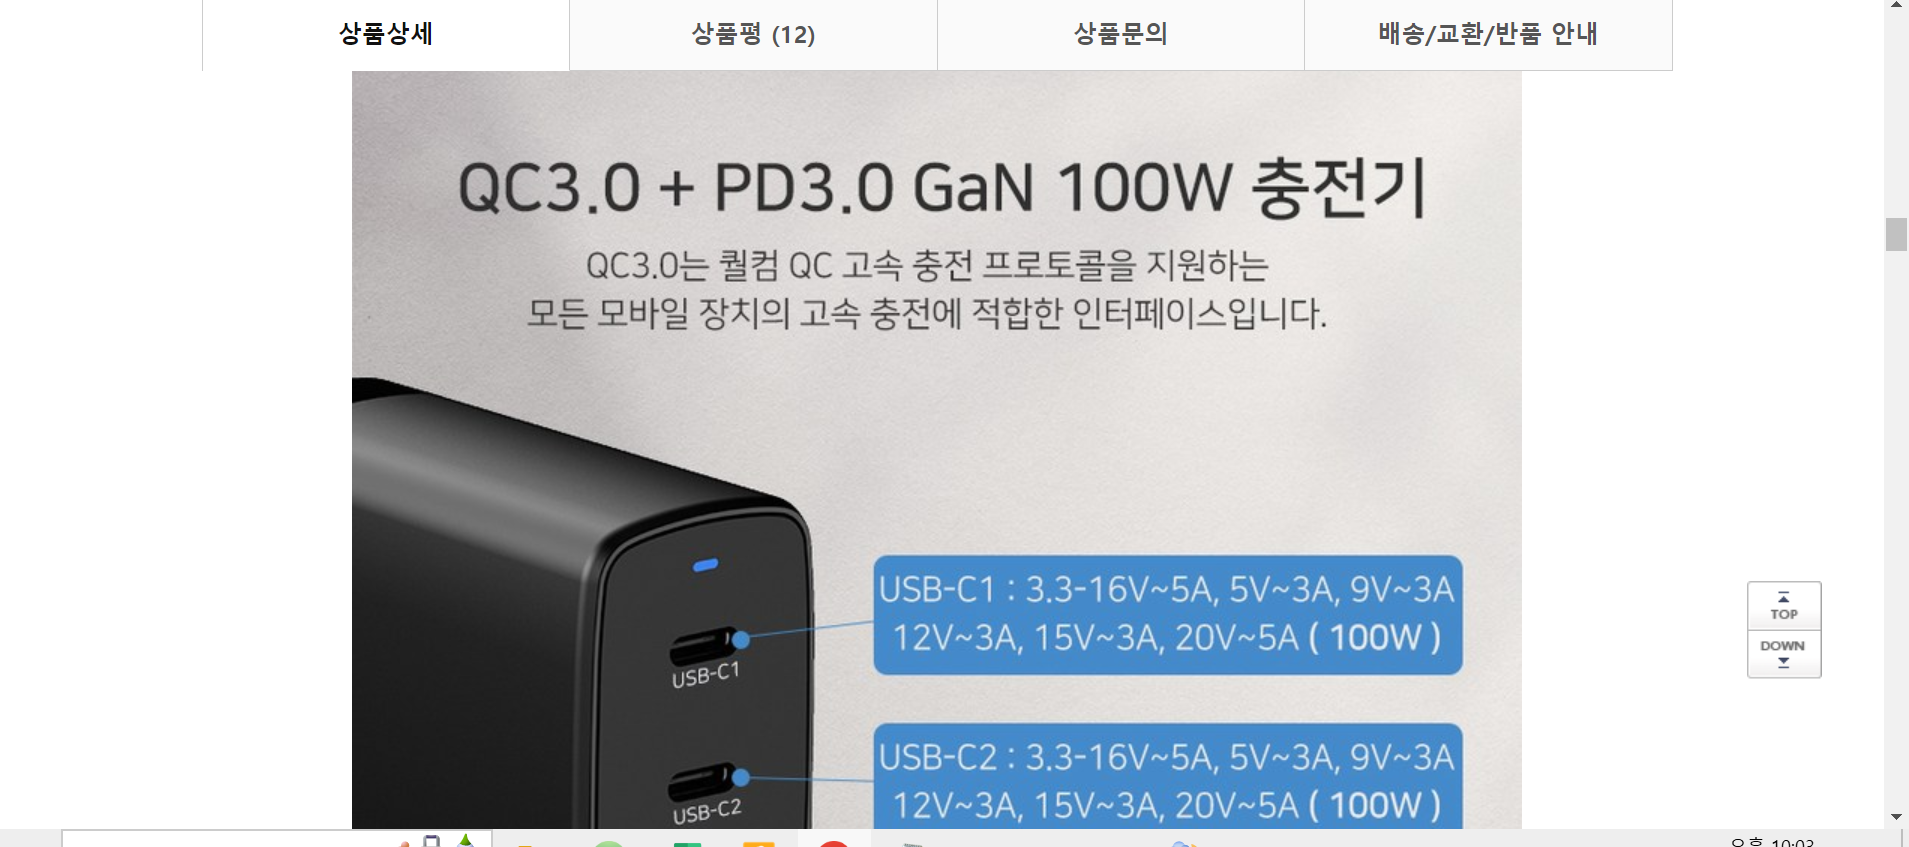 상품상세
상품평 (12)
상품문의
배송/교환/반품 안내
QC3.0 + PD3.0 GaN 100W 충전기
QC3.0는 퀄컴 QC 고속 충전 프로토콜을 지원하는
모든 모바일 장치의 고속 충전에 적합한 인터페이스입니다.
USB-C1 : 3.3-16V~5A, 5V~3A, 9V~3A
12V~3A, 15V~3A, 20V~5A ( 100W )
USB-C1
TOP
DOWN
USB-C2 : 3.3-16V~5A, 5V~3A, 9V~3A
12V~3A, 15V~3A, 20V~5A ( 100W )
USB-C2
오후 10:03